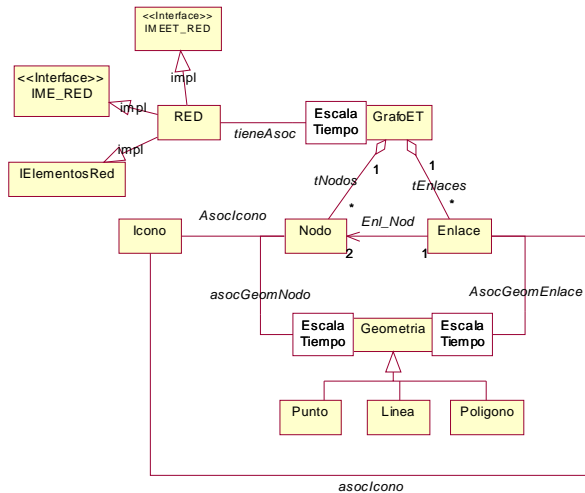 <<Interface>>
IMEET_RED
<<Interface>>
IME_RED
impl
impl
RED
impl
IElementosRed
tieneAsoc
Escala
Tiempo
GrafoET
1
1
tNodos
tEnlaces
*
*
AsocIcono
Icono
Nodo
Enl_Nod
Enlace
2
1
asocGeomNodo
AsocGeomEnlace
Escala
Tiempo
Geometria
Escala
Tiempo
Punto
Linea
Poligono
asocIcono